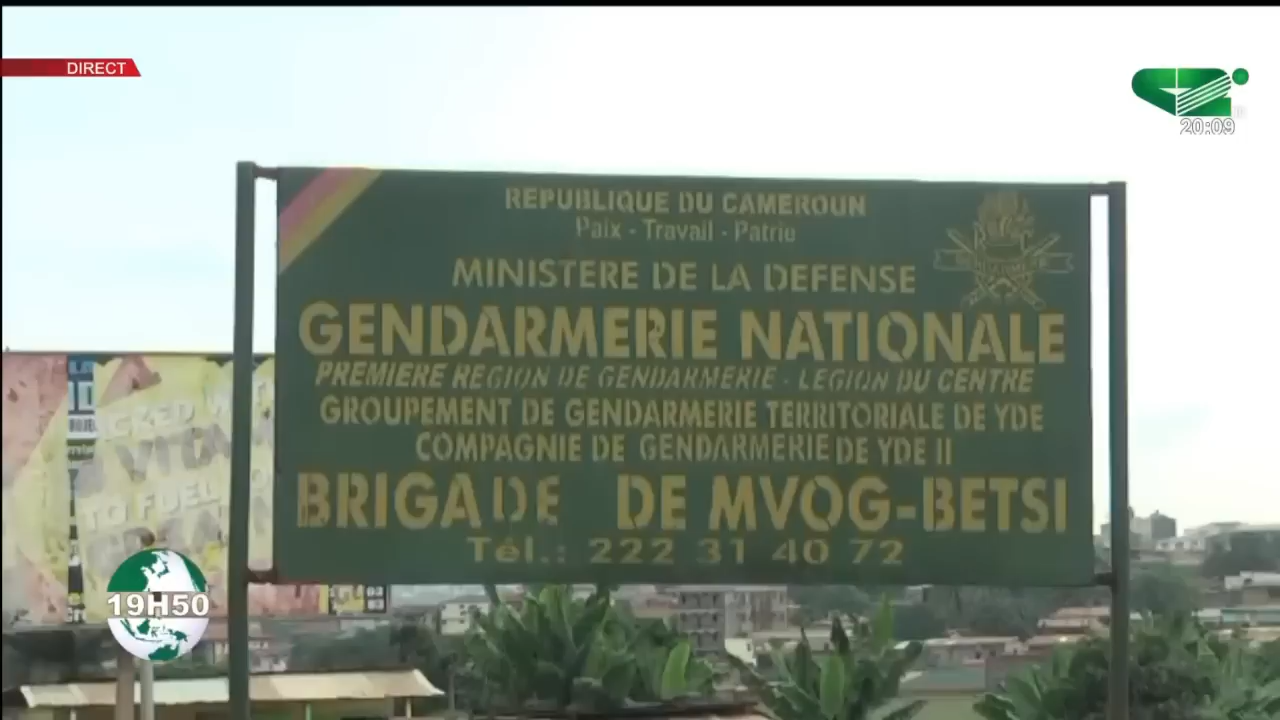 DIRECT
20:09
REPUBLIQUE DU CAMEROUN
Paix - Travail - Patrie
MINISTERE DE LA DEFENSE
GENDARMERIE NATIONALE
PREMIERE REGION DE GENDARMERIE - LEGION DU CENTRE
GROUPEMENT DE GENDARMERIE TERRITORIALE DE YDE
COMPAGNIE DE GENDARMERIE DE YDE II
BRIGADE DE MVOG-BETSI
Tél.: 222 31 40 72
TO FUEL
19H50